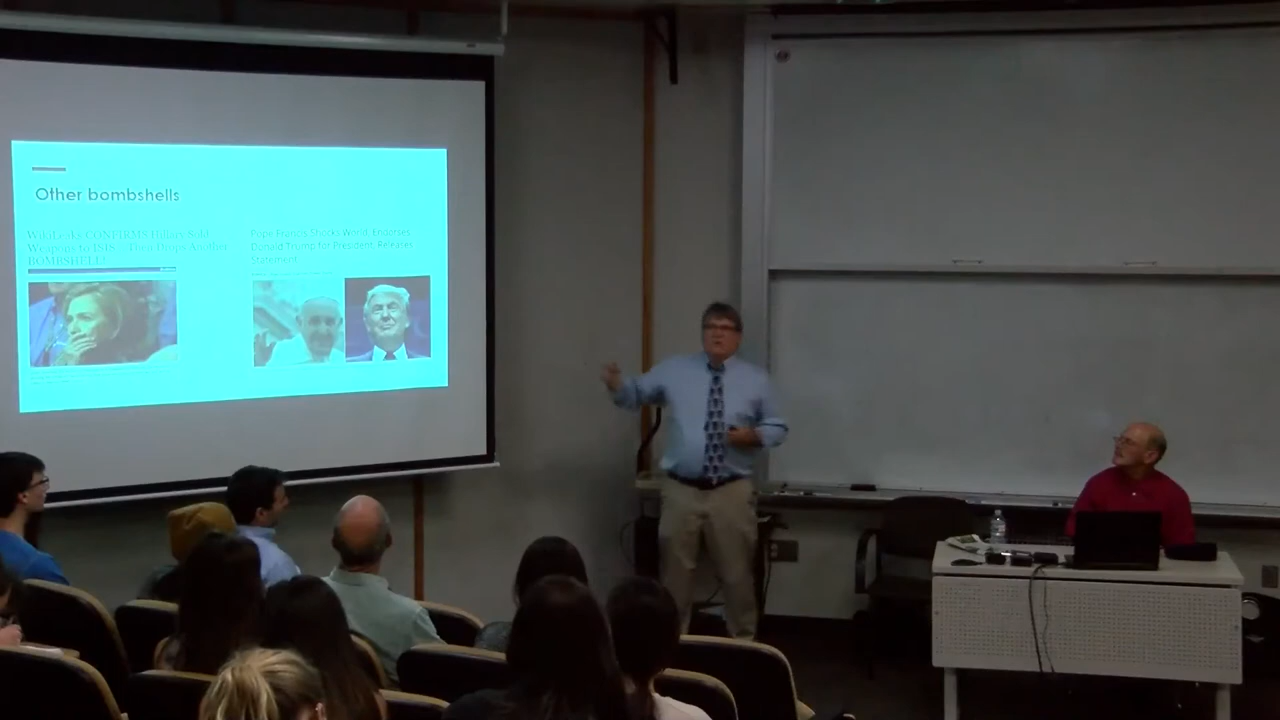 Other bombshells
WikiLeaks CONFIRMS Hillary Sold
Weapons to ISIS... Then Drops Another
BOMBSHELL!
Pope Francis Shocks World, Endorses
Donald Trump for President, Releases
Statement